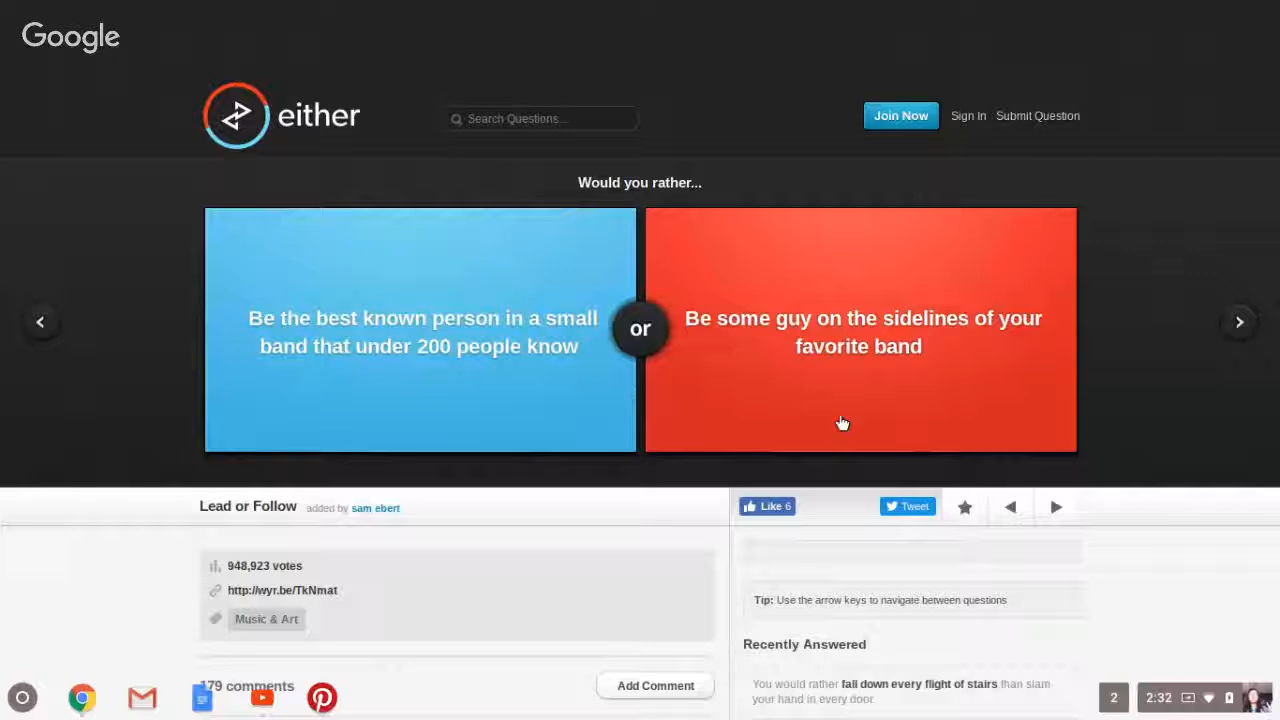 Google
either
Search Questions...
Join Now
Sign In
Submit Question
Would you rather...
Be the best known person in a small
band that under 200 people know
or
Be some guy on the sidelines of your
favorite band
Lead or Follow
added by sam ebert
Like 6
Tweet
948,923 votes
http://wyr.be/TkNmat
Music & Art
Tip: Use the arrow keys to navigate between questions
Recently Answered
You would rather fall down every flight of stairs than slam
your hand in every door.
179 comments
Add Comment
2
2:32